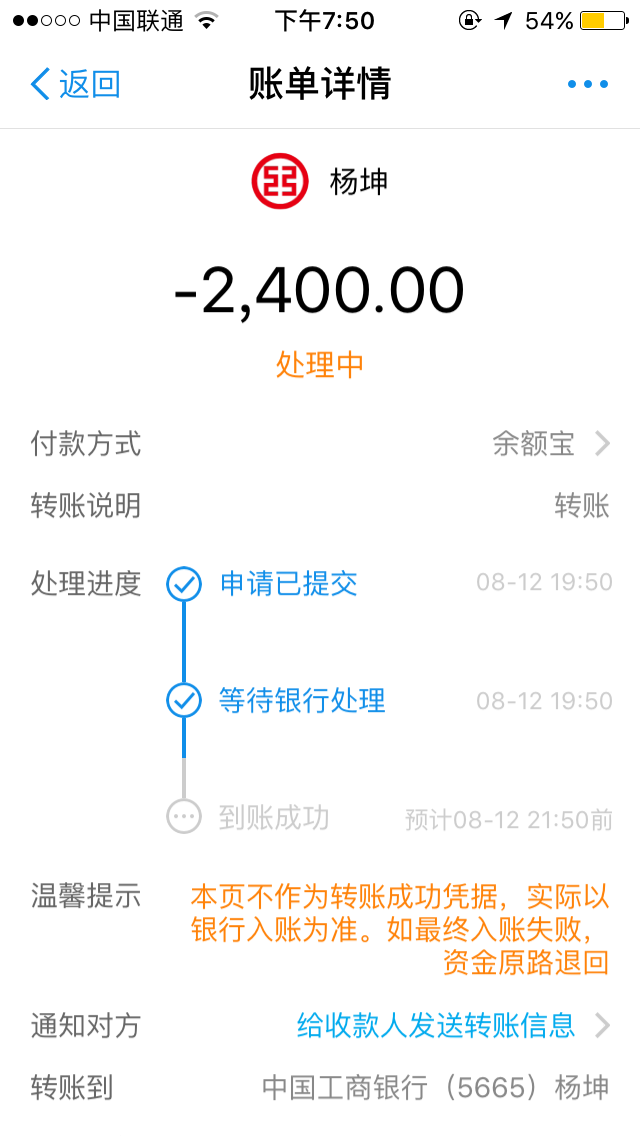 中国联通 下午7:50 54%
返回 账单详情
杨坤
-2,400.00
处理中
付款方式 余额宝
转账说明 转账
处理进度 申请已提交 08-12 19:50
等待银行处理 08-12 19:50
到账成功 预计08-12 21:50前
温馨提示 本页不作为转账成功凭据，实际以
银行入账为准。如最终入账失败，
资金原路退回
通知对方 给收款人发送转账信息
转账到 中国工商银行（5665）杨坤